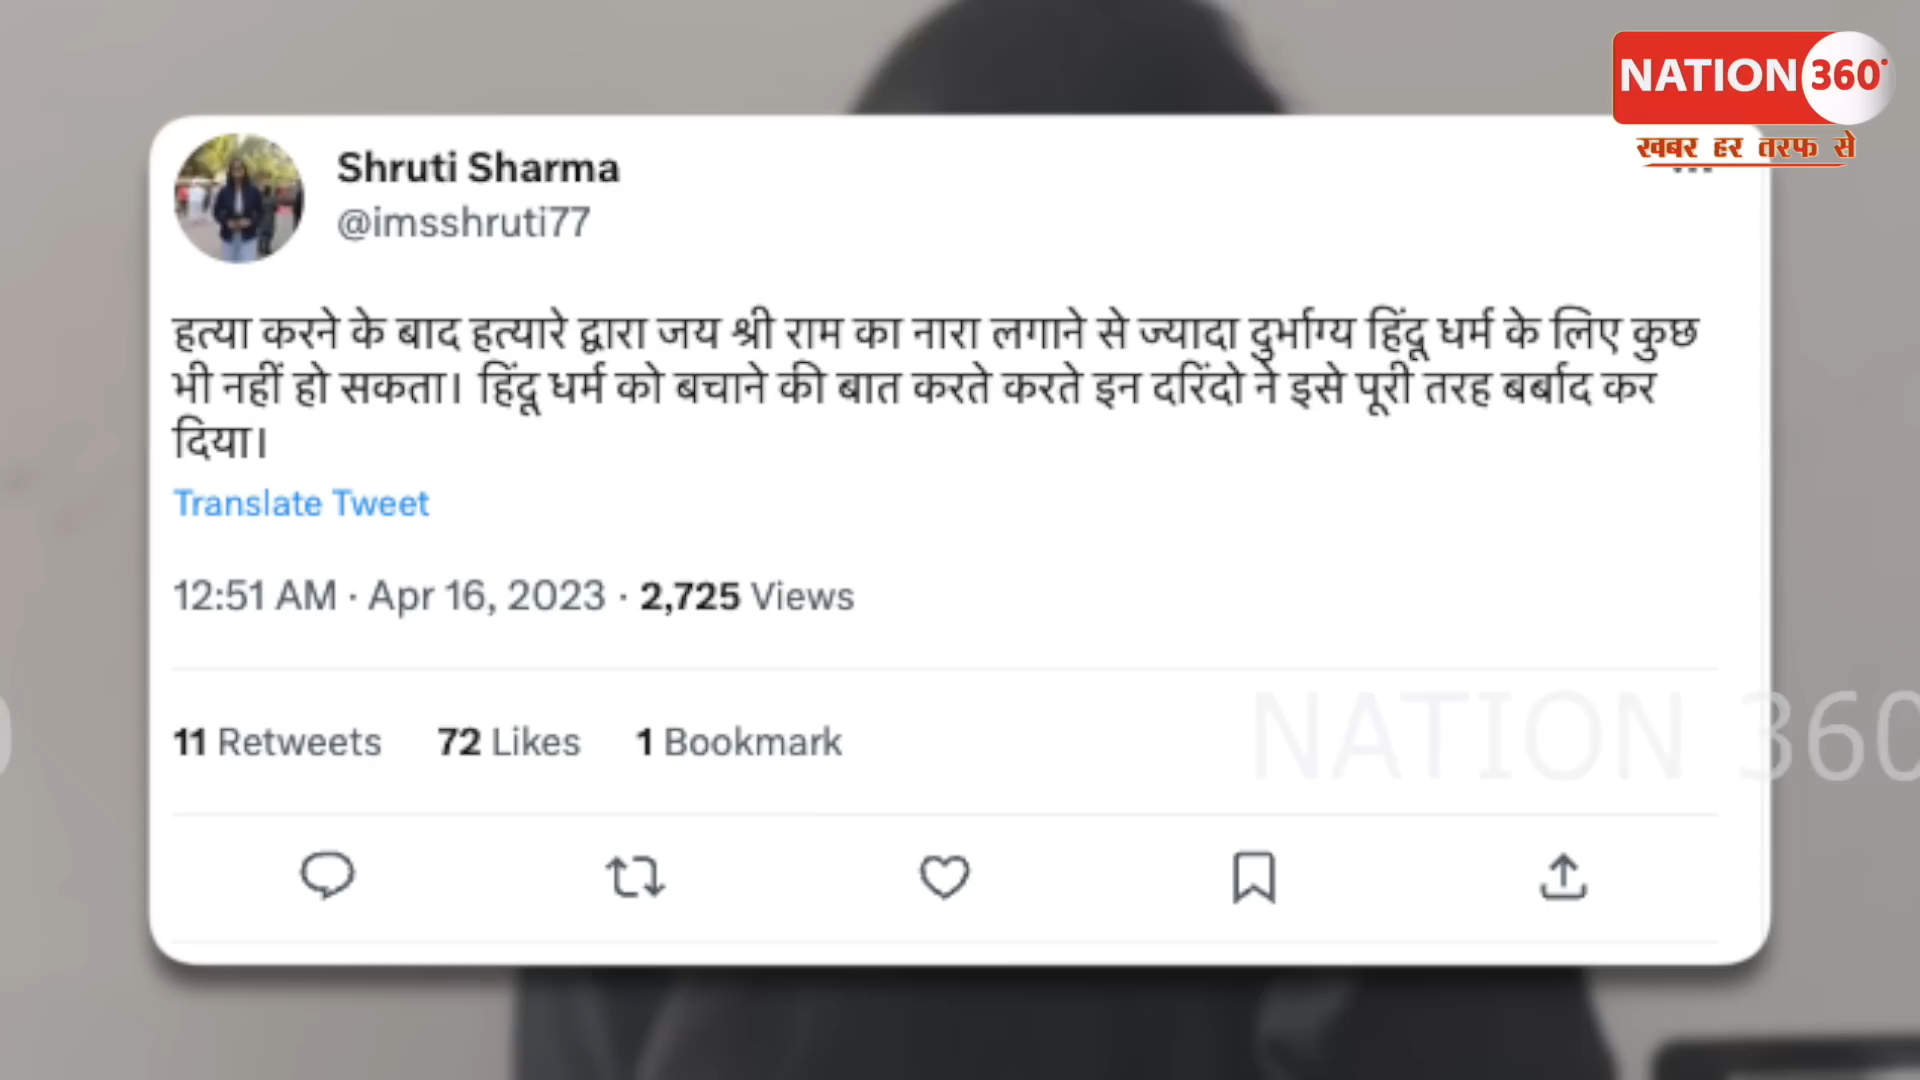 NATION 360°
खबर हर तरफ से
Shruti Sharma
@imsshruti77
हत्या करने के बाद हत्यारे द्वारा जय श्री राम का नारा लगाने से ज्यादा दुर्भाग्य हिंदू धर्म के लिए कुछ
भी नहीं हो सकता। हिंदू धर्म को बचाने की बात करते करते इन दरिंदो ने इसे पूरी तरह बर्बाद कर
दिया।
Translate Tweet
12:51 AM · Apr 16, 2023 · 2,725 Views
11 Retweets 72 Likes 1 Bookmark
NATION 360